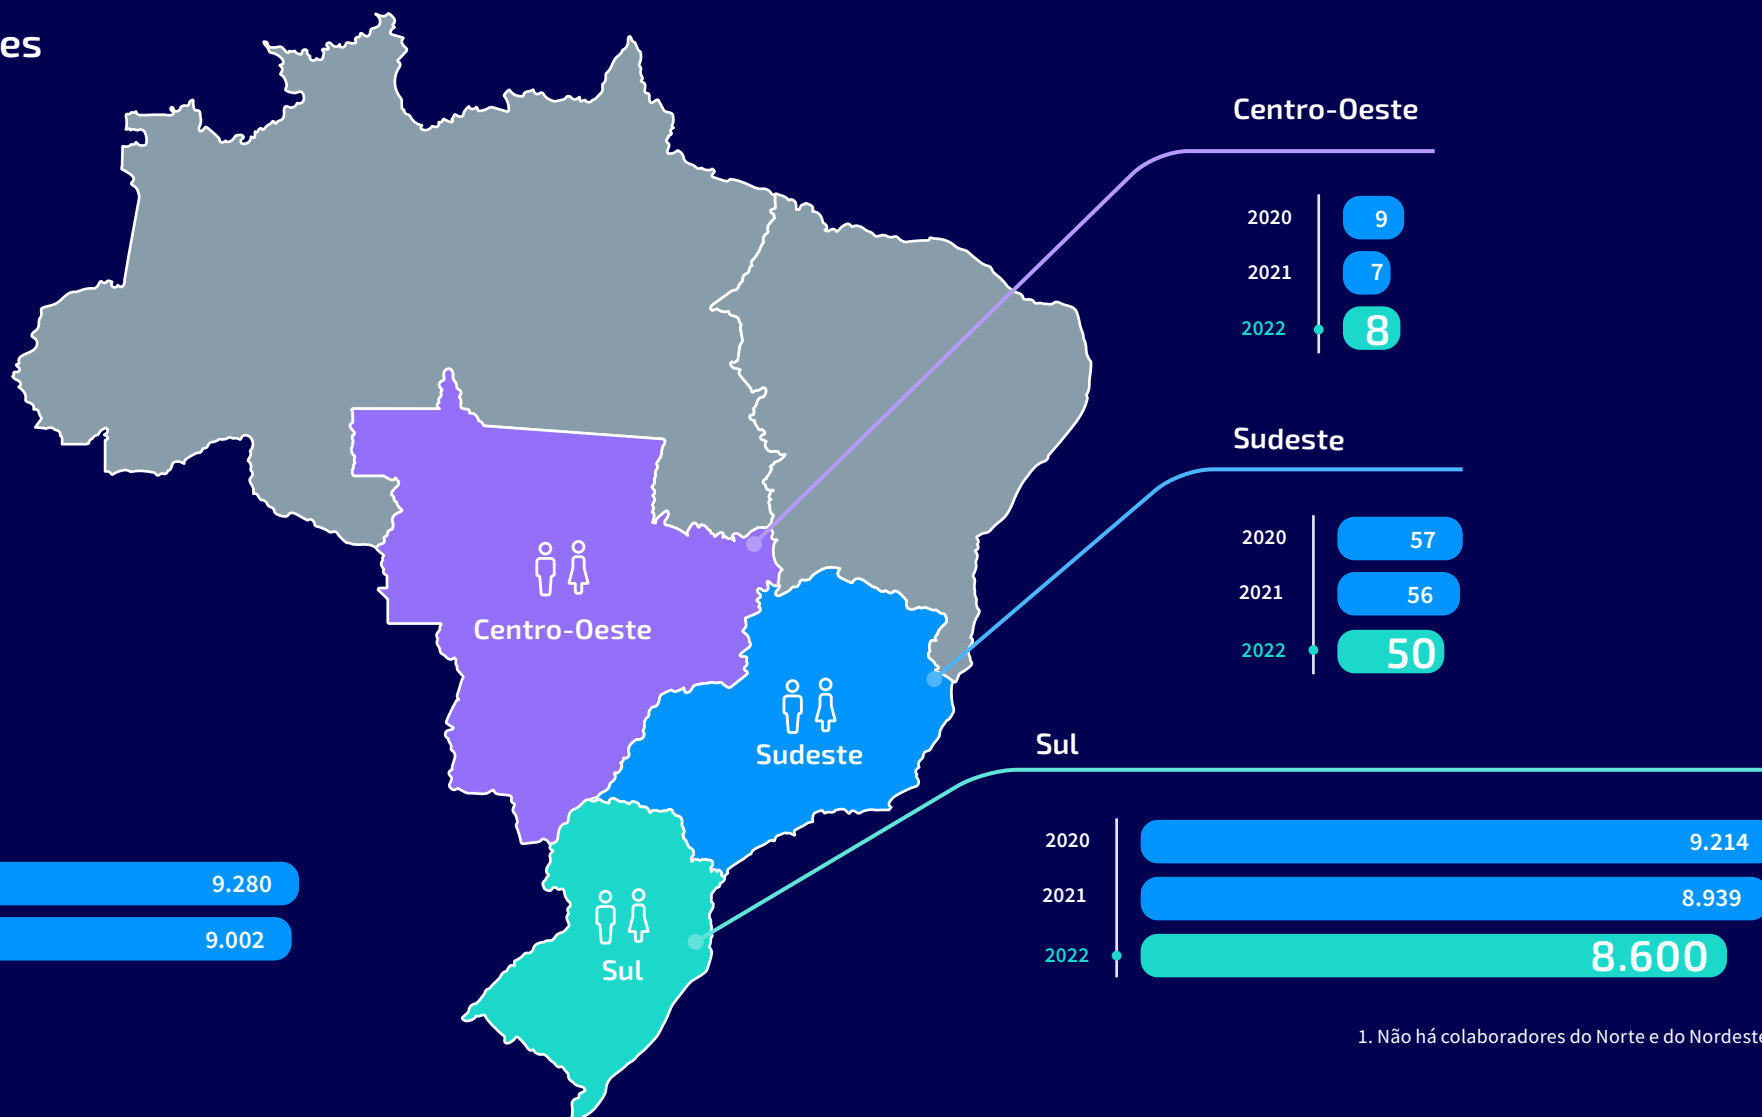 es
Centro-Oeste
2020 9
2021 7
2022 8
Sudeste
2020 57
2021 56
2022 50
Centro-Oeste
Sudeste
Sul
Sul
2020 9.214
2021 8.939
2022 8.600
9.280
9.002
1. Não há colaboradores do Norte e do Nordeste